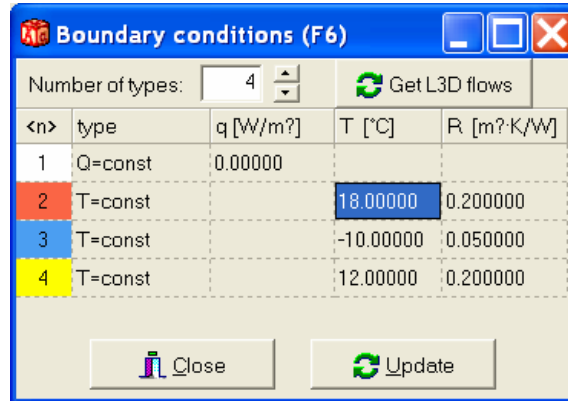 Boundary conditions (F6)
Number of types: 4 Get L3D flows
<n> type q [W/m?] T [°C] R [m?·K/W]
1 Q=const 0.00000
2 T=const 18.00000 0.200000
3 T=const -10.00000 0.050000
4 T=const 12.00000 0.200000
Close Update